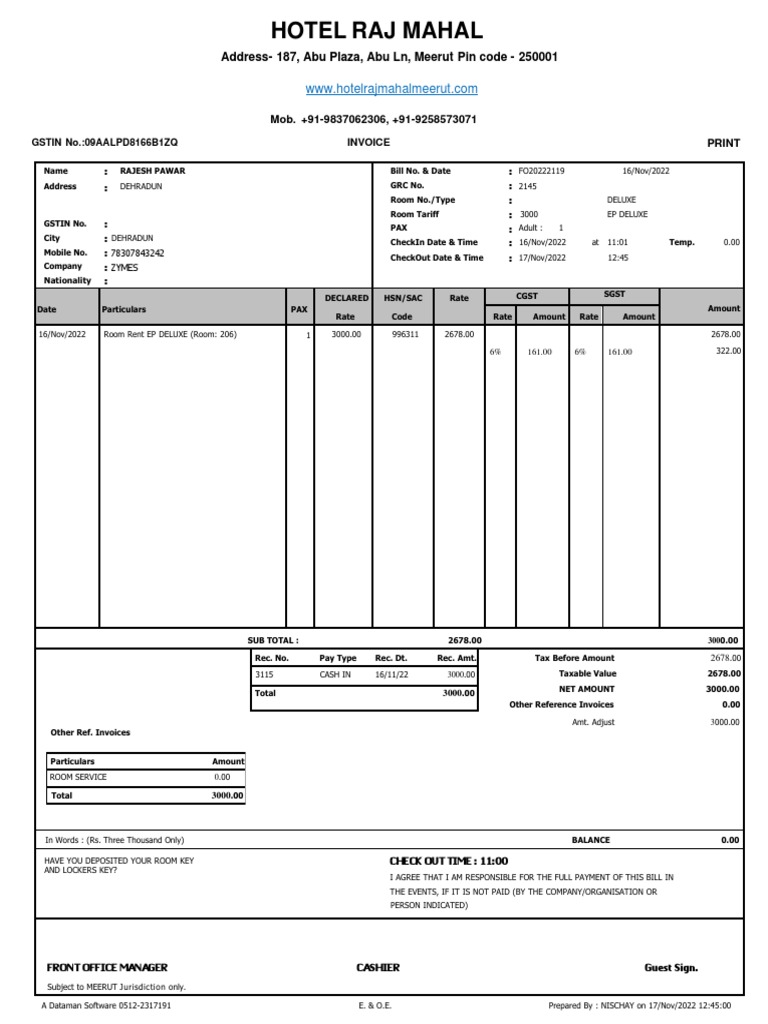 HOTEL RAJ MAHAL
Address- 187, Abu Plaza, Abu Ln, Meerut Pin code - 250001
www.hotelrajmahalmeerut.com
Mob. +91-9837062306, +91-9258573071
GSTIN No.:09AALPD8166B1ZQ INVOICE PRINT
Name : RAJESH PAWAR Bill No. & Date : FO20222119 16/Nov/2022
Address : DEHRADUN GRC No. : 2145
Room No./Type : DELUXE
Room Tariff : 3000 EP DELUXE
GSTIN No. : PAX : Adult : 1
City : DEHRADUN CheckIn Date & Time : 16/Nov/2022 at 11:01 Temp. 0.00
Mobile No. : 78307843242 CheckOut Date & Time : 17/Nov/2022 12:45
Company : ZYMES
Nationality :
Date Particulars PAX DECLARED Rate HSN/SAC Code Rate CGST SGST Amount
Rate Amount Rate Amount
16/Nov/2022 Room Rent EP DELUXE (Room: 206) 1 3000.00 996311 2678.00 2678.00
6% 161.00 6% 161.00 322.00
SUB TOTAL : 2678.00 3000.00
Rec. No. Pay Type Rec. Dt. Rec. Amt. Tax Before Amount 2678.00
3115 CASH IN 16/11/22 3000.00 Taxable Value 2678.00
Total 3000.00 NET AMOUNT 3000.00
Other Reference Invoices 0.00
Amt. Adjust 3000.00
Other Ref. Invoices
Particulars Amount
ROOM SERVICE 0.00
Total 3000.00
In Words : (Rs. Three Thousand Only) BALANCE 0.00
HAVE YOU DEPOSITED YOUR ROOM KEY
AND LOCKERS KEY?
CHECK OUT TIME : 11:00
I AGREE THAT I AM RESPONSIBLE FOR THE FULL PAYMENT OF THIS BILL IN
THE EVENTS, IF IT IS NOT PAID (BY THE COMPANY/ORGANISATION OR
PERSON INDICATED)
FRONT OFFICE MANAGER CASHIER Guest Sign.
Subject to MEERUT Jurisdiction only.
A Dataman Software 0512-2317191 E. & O.E. Prepared By : NISCHAY on 17/Nov/2022 12:45:00